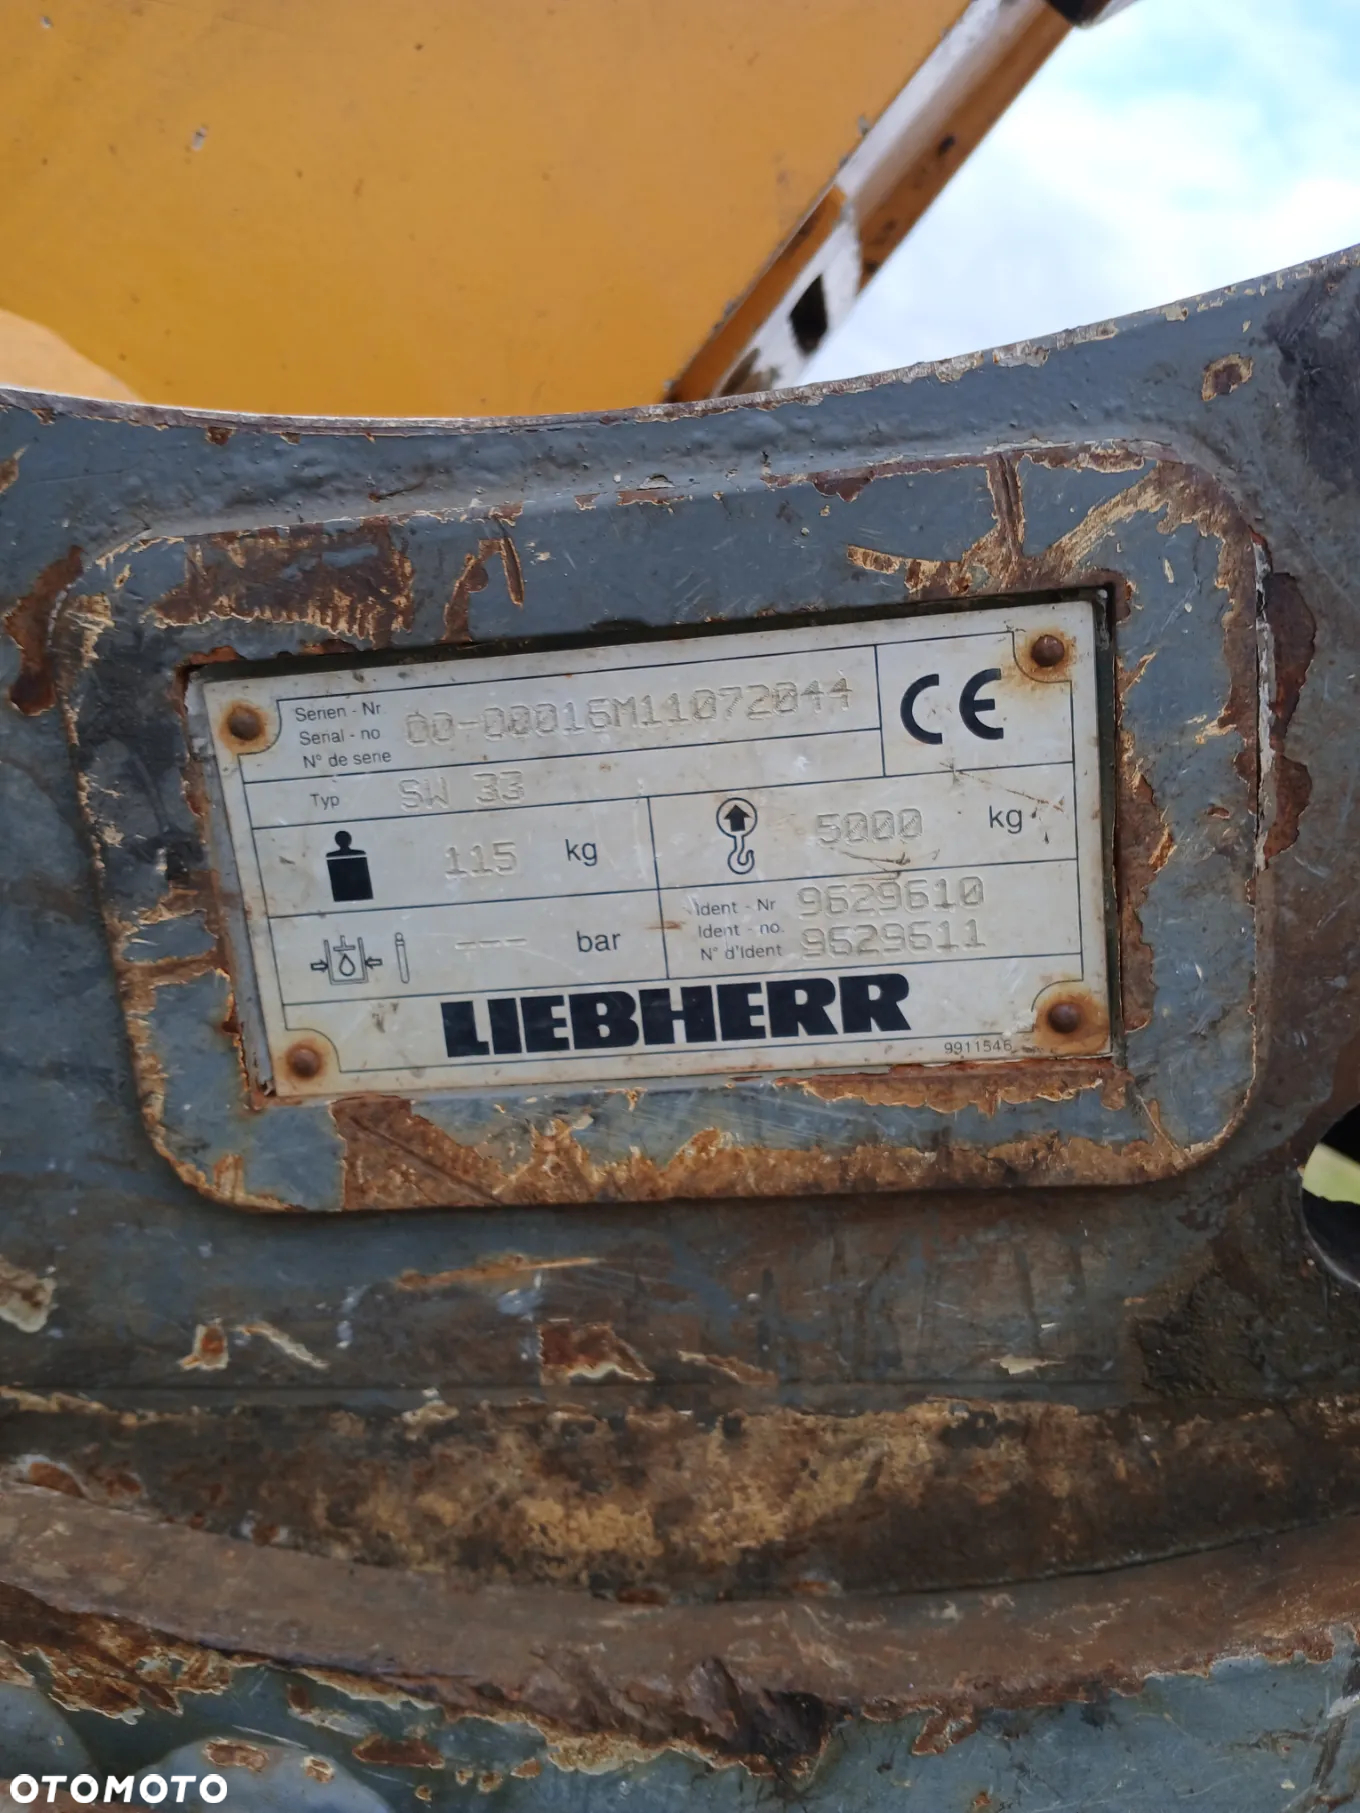 Serien - Nr
Serial - no
N° de serie
00-00016M11072044
CE
Typ SW 33
115 kg
5000 kg
--- bar
Ident - Nr 9629610
Ident - no.
N° d'Ident 9629611
LIEBHERR
9911546
OTOMOTO